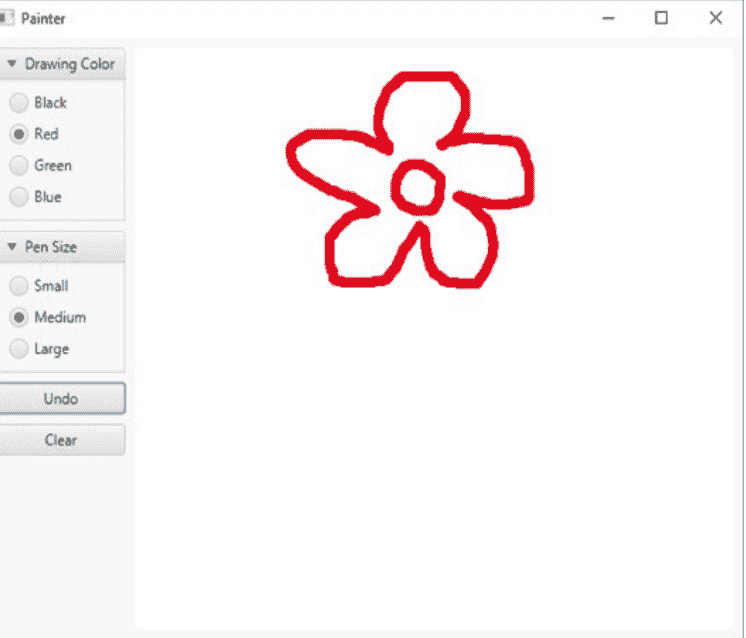 Painter
Drawing Color
Black
Red
Green
Blue
Pen Size
Small
Medium
Large
Undo
Clear